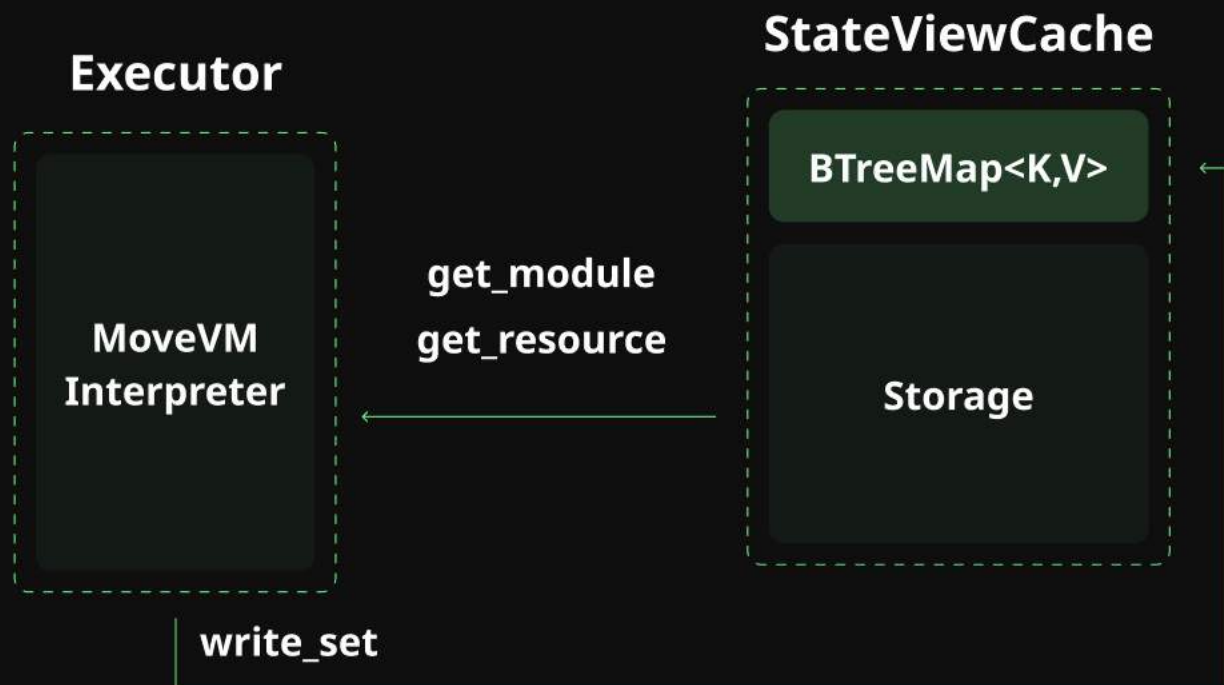 StateViewCache
Executor
BTreeMap<K,V>
get_module
get_resource
MoveVM
Interpreter
Storage
write_set